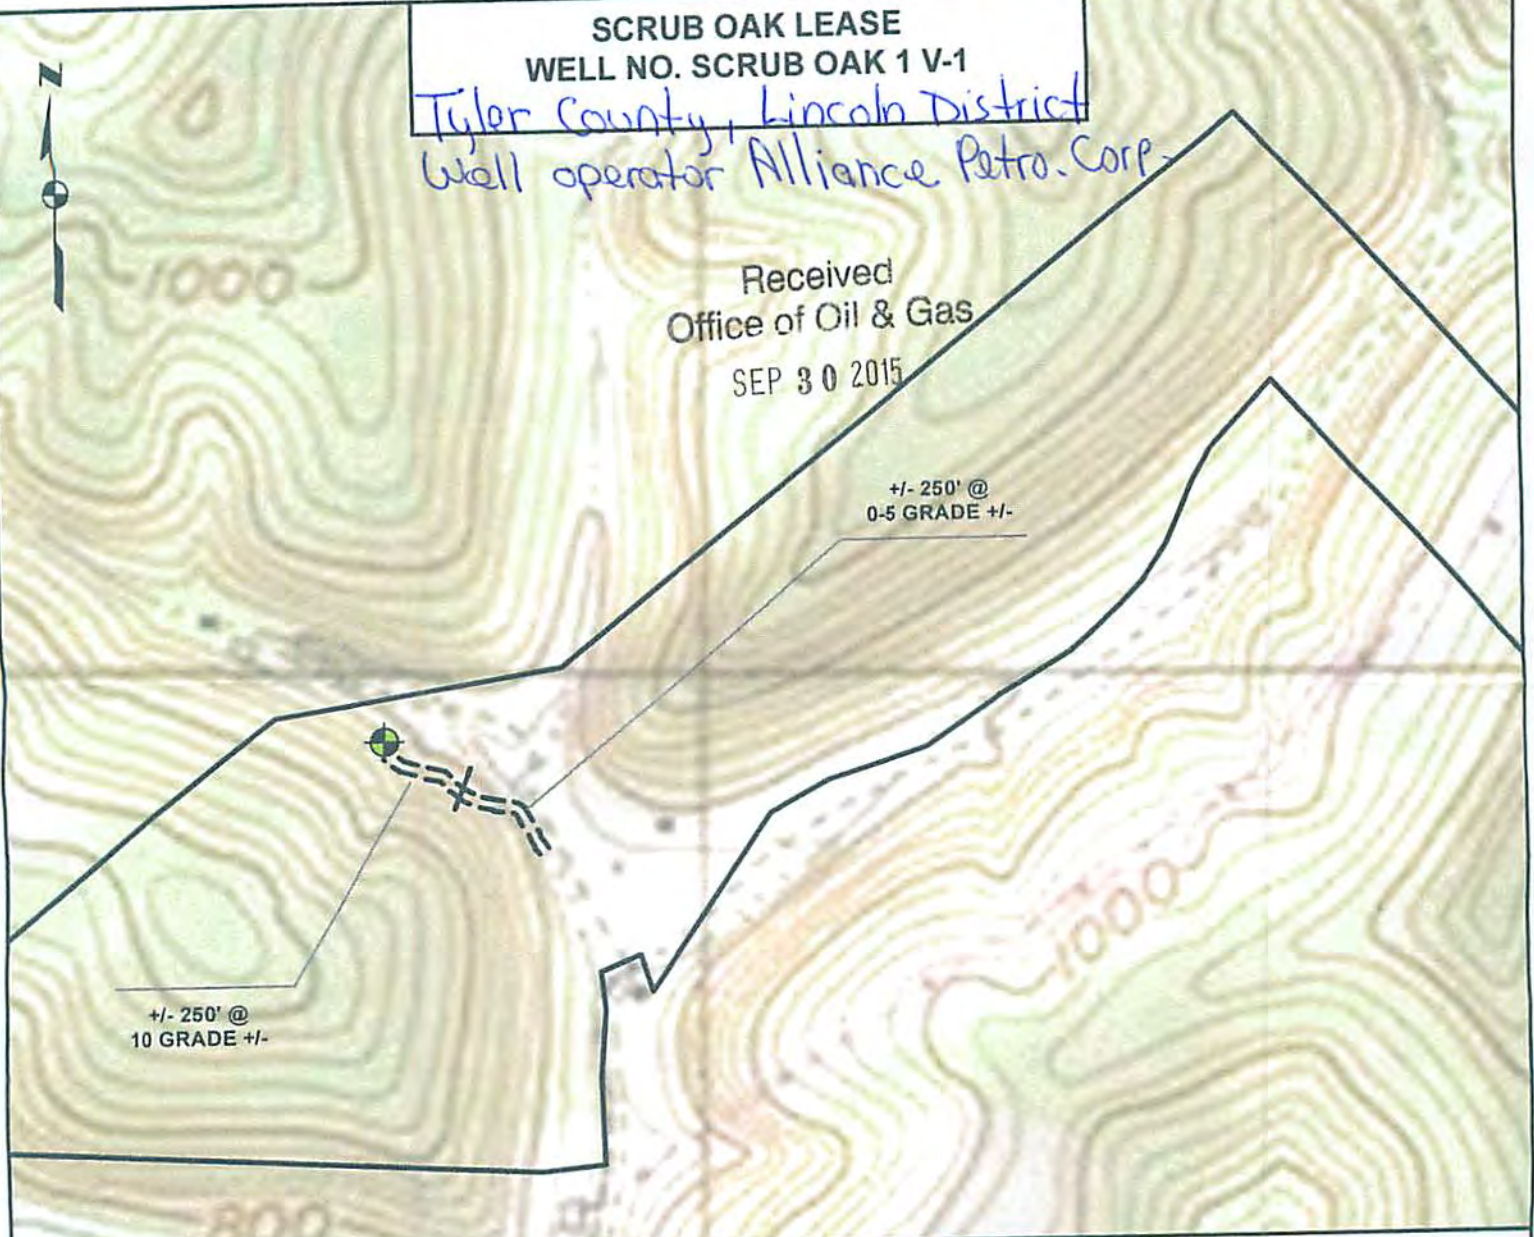 SCRUB OAK LEASE
WELL NO. SCRUB OAK 1 V-1
Tyler County, Lincoln District
Well operator Alliance Petro. Corp.
N
1000
Received
Office of Oil & Gas
SEP 30 2015
+/- 250' @
0-5 GRADE +/-
1000
+/- 250' @
10 GRADE +/-
800